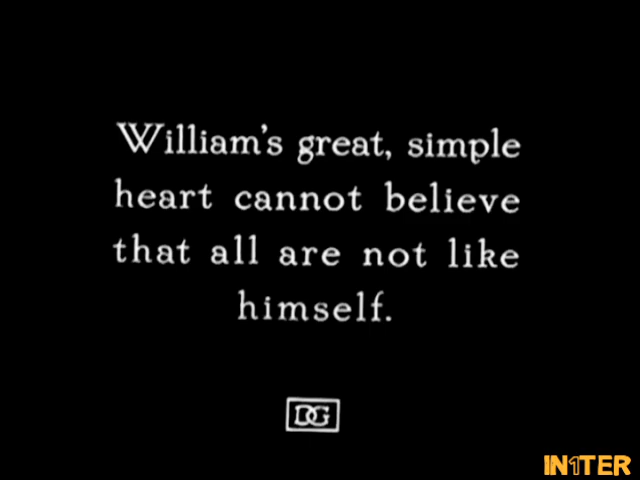 William's great, simple
heart cannot believe
that all are not like
himself.
DG
IN1TER